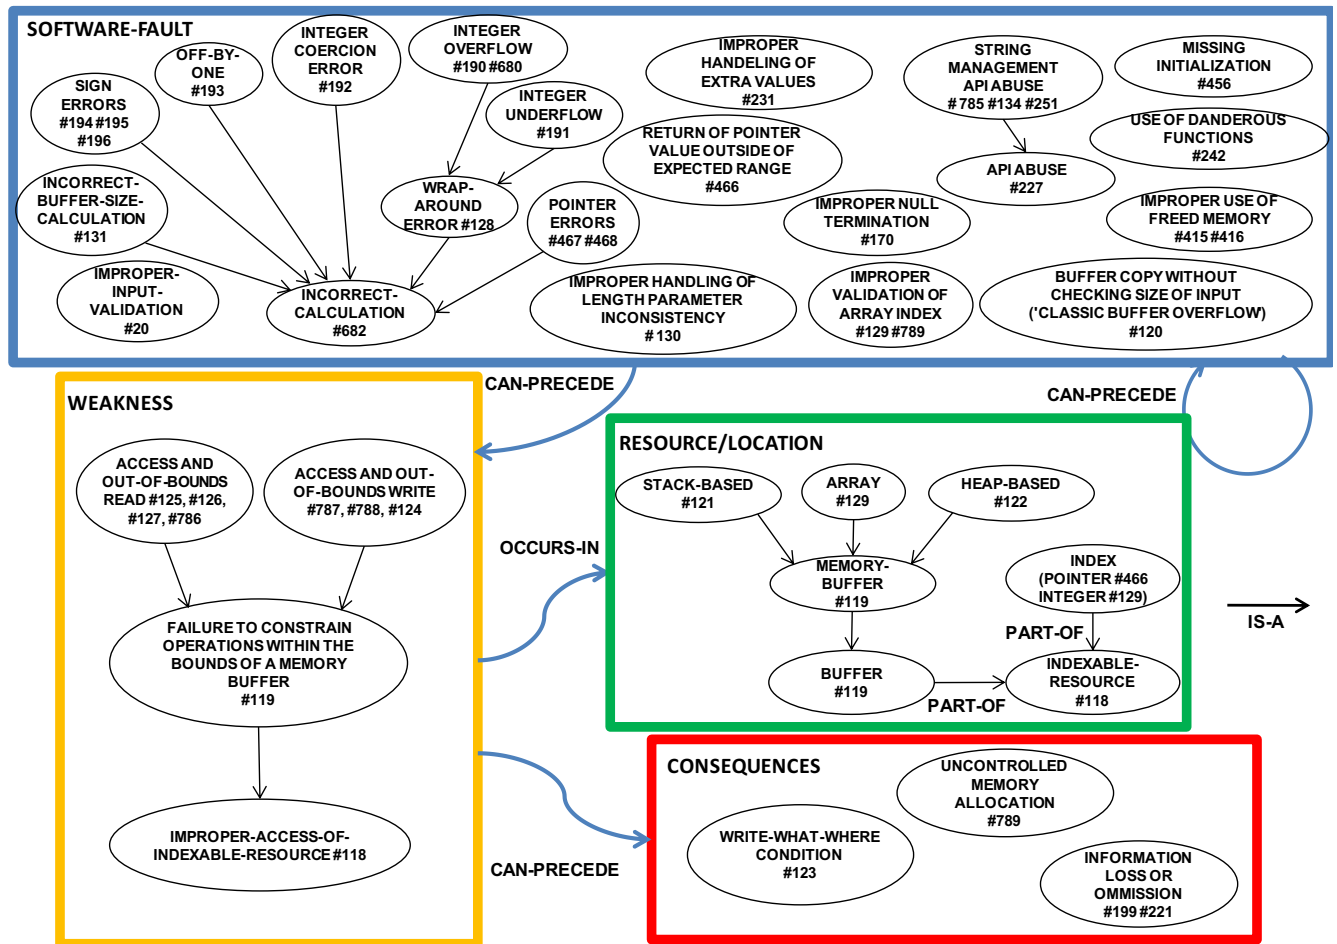 SOFTWARE-FAULT
SIGN
ERRORS
#194 #195
#196
OFF-BY-
ONE
#193
INTEGER
COERCION
ERROR
#192
INTEGER
OVERFLOW
#190 #680
INTEGER
UNDERFLOW
#191
IMPROPER
HANDELING OF
EXTRA VALUES
#231
STRING
MANAGEMENT
API ABUSE
# 785 #134 #251
MISSING
INITIALIZATION
#456
RETURN OF POINTER
VALUE OUTSIDE OF
EXPECTED RANGE
#466
USE OF DANDEROUS
FUNCTIONS
#242
API ABUSE
#227
INCORRECT-
BUFFER-SIZE-
CALCULATION
#131
WRAP-
AROUND
ERROR #128
POINTER
ERRORS
#467 #468
IMPROPER NULL
TERMINATION
#170
IMPROPER USE OF
FREED MEMORY
#415 #416
IMPROPER-
INPUT-
VALIDATION
#20
INCORRECT-
CALCULATION
#682
IMPROPER HANDLING OF
LENGTH PARAMETER
INCONSISTENCY
# 130
IMPROPER
VALIDATION OF
ARRAY INDEX
#129 #789
BUFFER COPY WITHOUT
CHECKING SIZE OF INPUT
('CLASSIC BUFFER OVERFLOW')
#120
CAN-PRECEDE
CAN-PRECEDE
WEAKNESS
ACCESS AND
OUT-OF-BOUNDS
READ #125, #126,
#127, #786
ACCESS AND OUT-
OF-BOUNDS WRITE
#787, #788, #124
FAILURE TO CONSTRAIN
OPERATIONS WITHIN THE
BOUNDS OF A MEMORY
BUFFER
#119
IMPROPER-ACCESS-OF-
INDEXABLE-RESOURCE #118
OCCURS-IN
CAN-PRECEDE
RESOURCE/LOCATION
STACK-BASED
#121
ARRAY
#129
HEAP-BASED
#122
MEMORY-
BUFFER
#119
INDEX
(POINTER #466
INTEGER #129)
PART-OF
BUFFER
#119
PART-OF
INDEXABLE-
RESOURCE
#118
IS-A
CONSEQUENCES
UNCONTROLLED
MEMORY
ALLOCATION
#789
WRITE-WHAT-WHERE
CONDITION
#123
INFORMATION
LOSS OR
OMMISSION
#199 #221